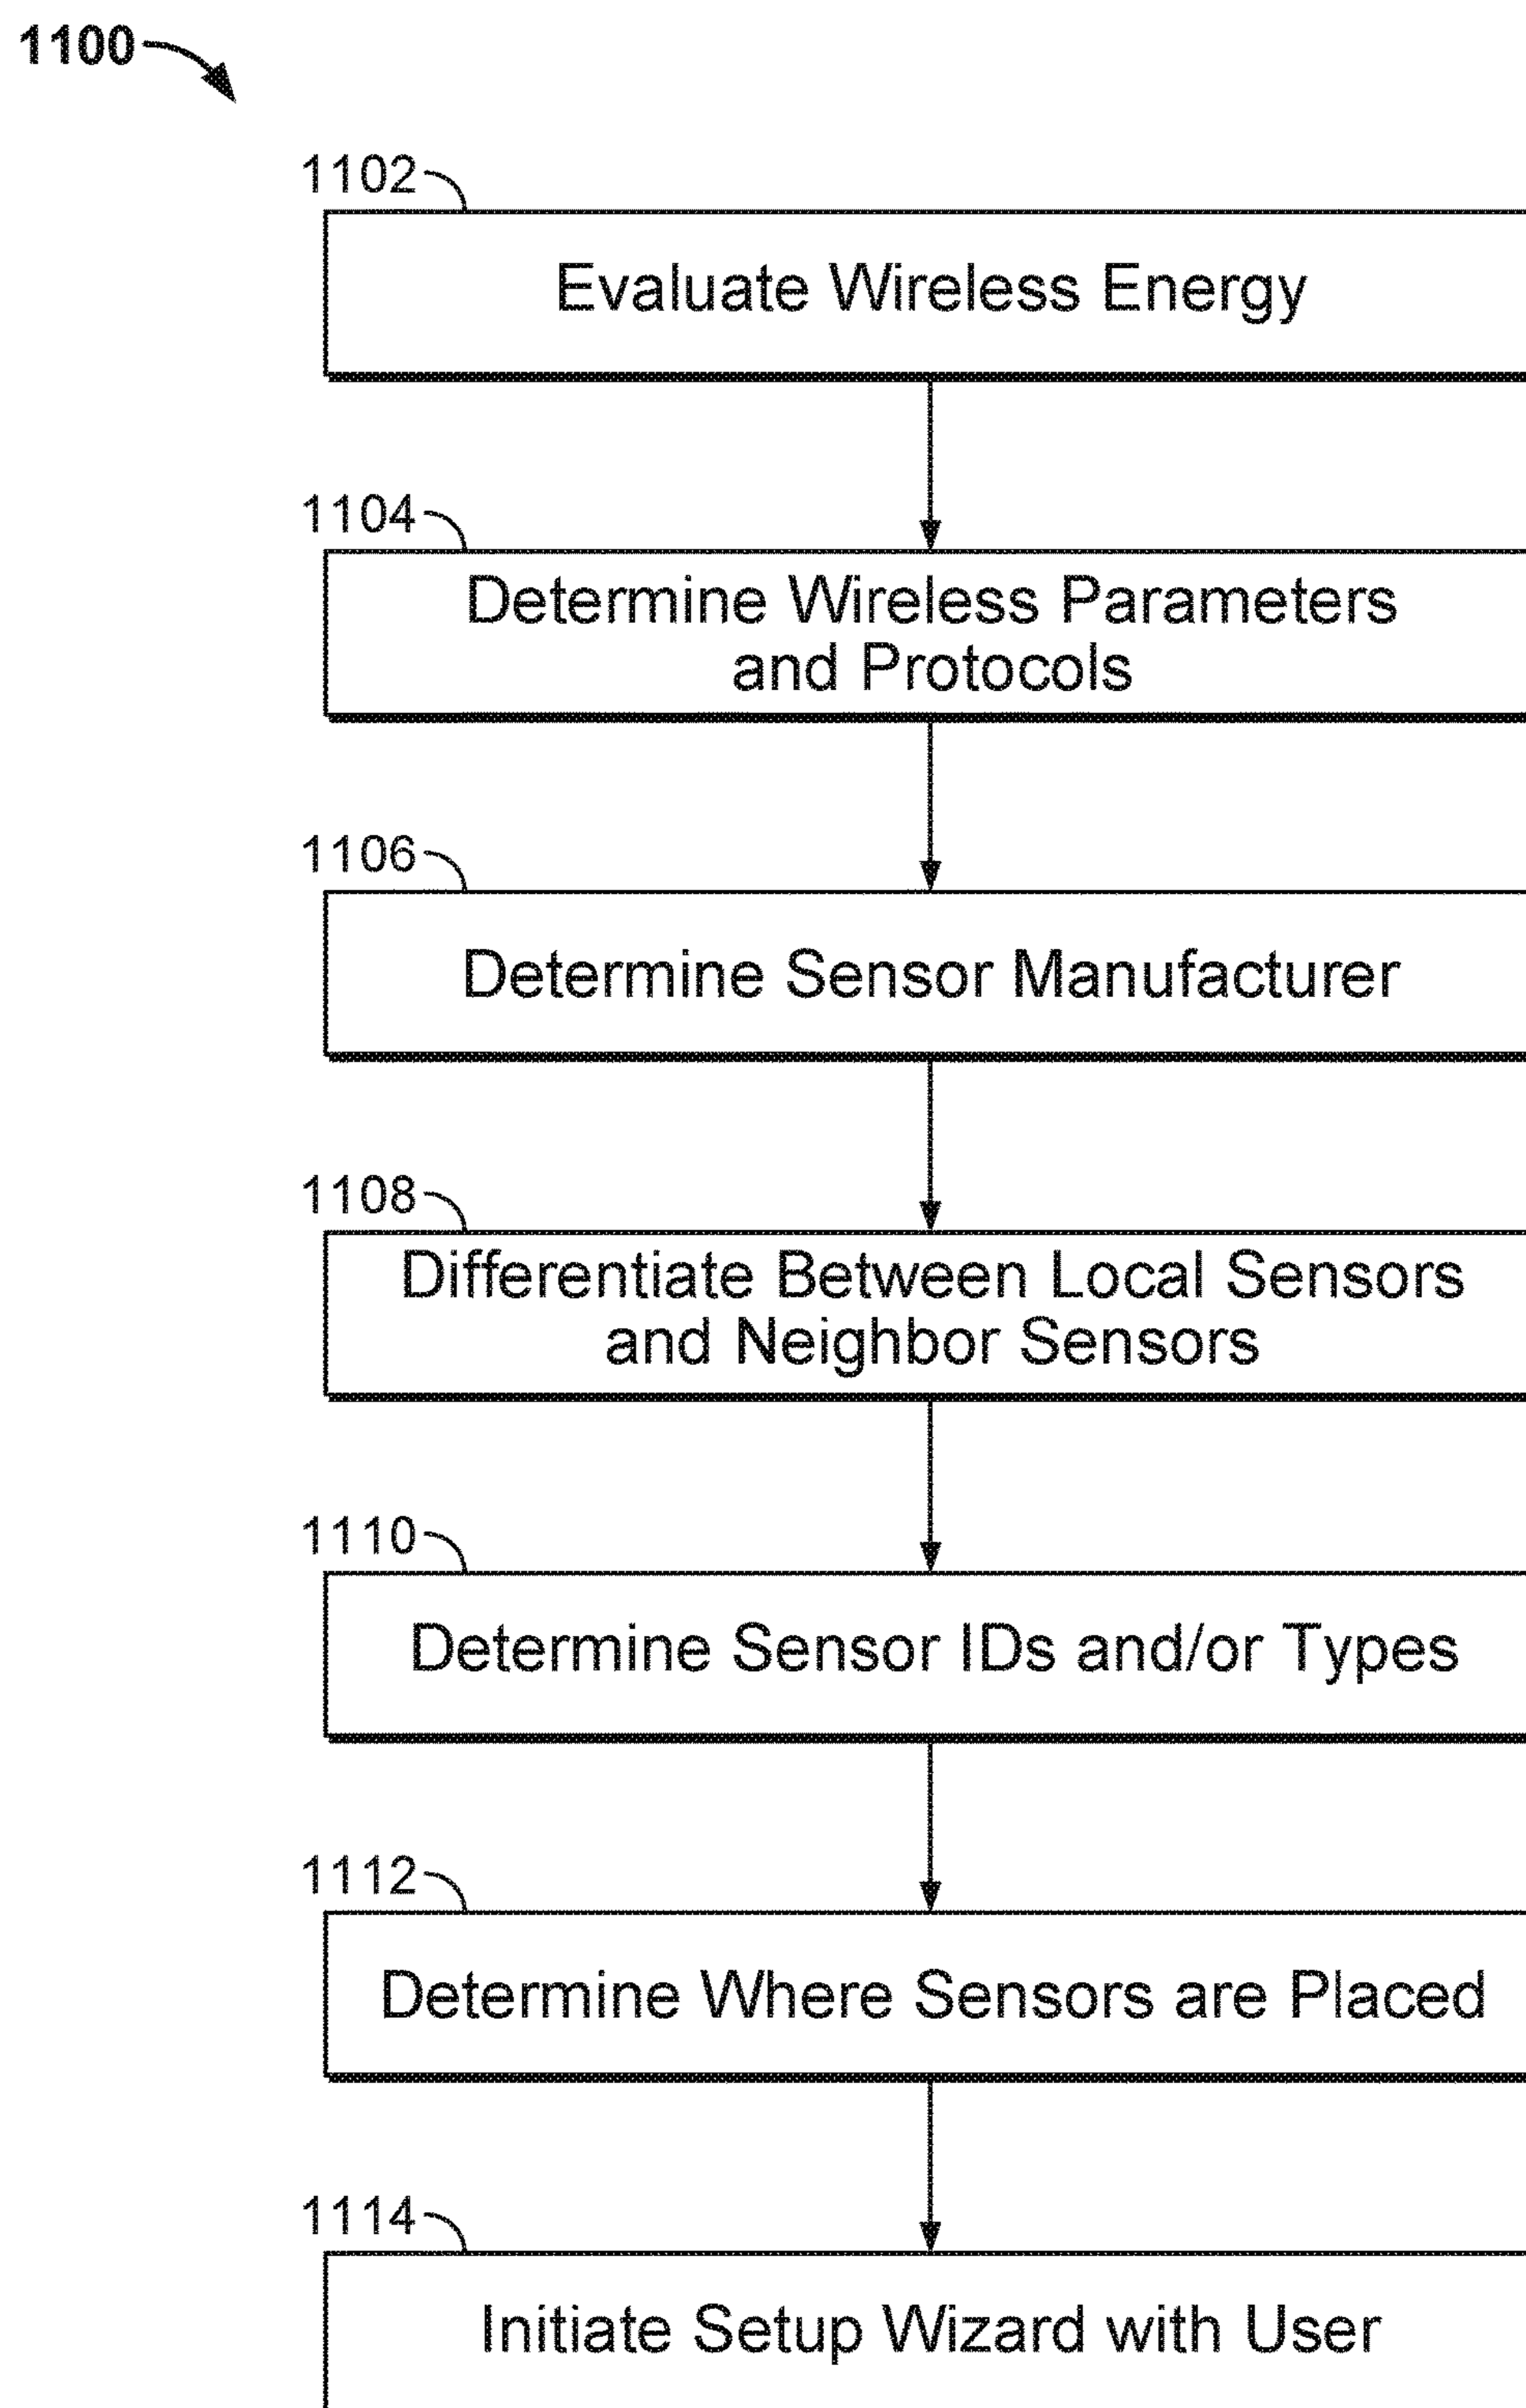 1100
1102
Evaluate Wireless Energy
1104
Determine Wireless Parameters
and Protocols
1106
Determine Sensor Manufacturer
1108
Differentiate Between Local Sensors
and Neighbor Sensors
1110
Determine Sensor IDs and/or Types
1112
Determine Where Sensors are Placed
1114
Initiate Setup Wizard with User